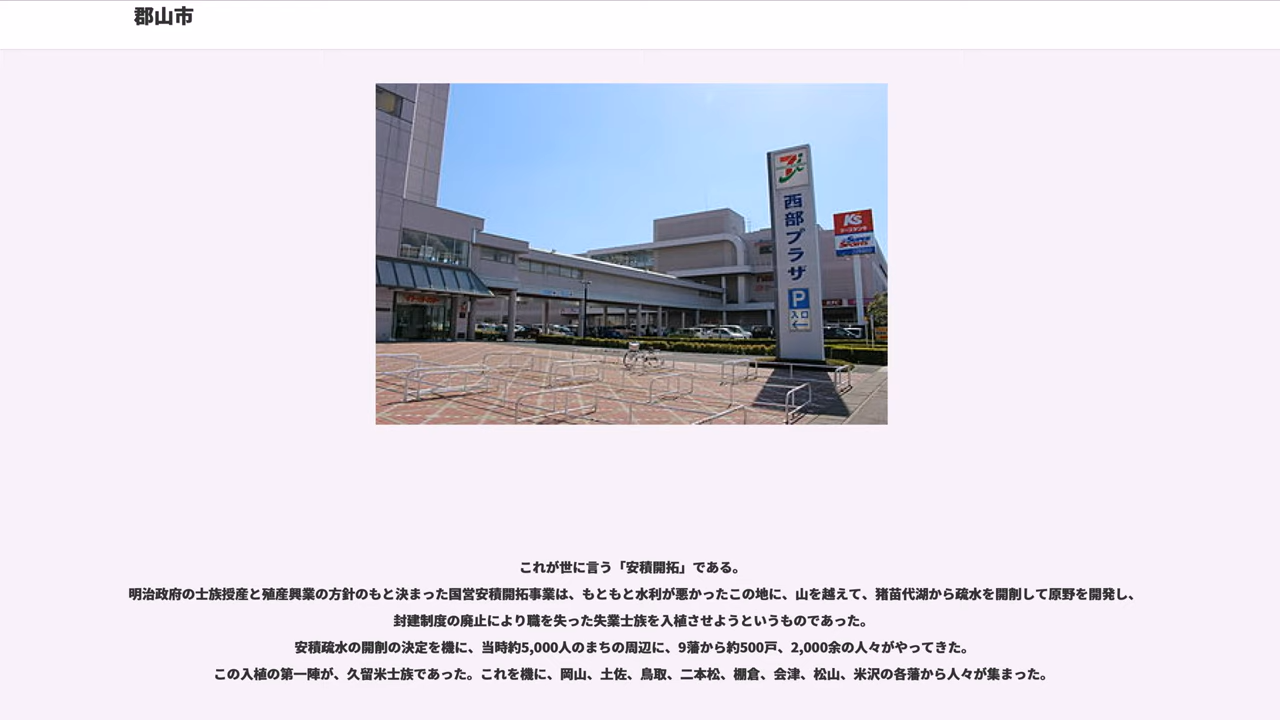 郡山市
西部プラザ
P
入口
K's
ケーズデンキ
SUPER SPORTS
これが世に言う「安積開拓」である。
明治政府の士族授産と殖産興業の方針のもと決まった国営安積開拓事業は、もともと水利が悪かったこの地に、山を越えて、猪苗代湖から疏水を開削して原野を開発し、
封建制度の廃止により職を失った失業士族を入植させようというものであった。
安積疏水の開削の決定を機に、当時約5,000人のまちの周辺に、9藩から約500戸、2,000余の人々がやってきた。
この入植の第一陣が、久留米士族であった。これを機に、岡山、土佐、鳥取、二本松、棚倉、会津、松山、米沢の各藩から人々が集まった。